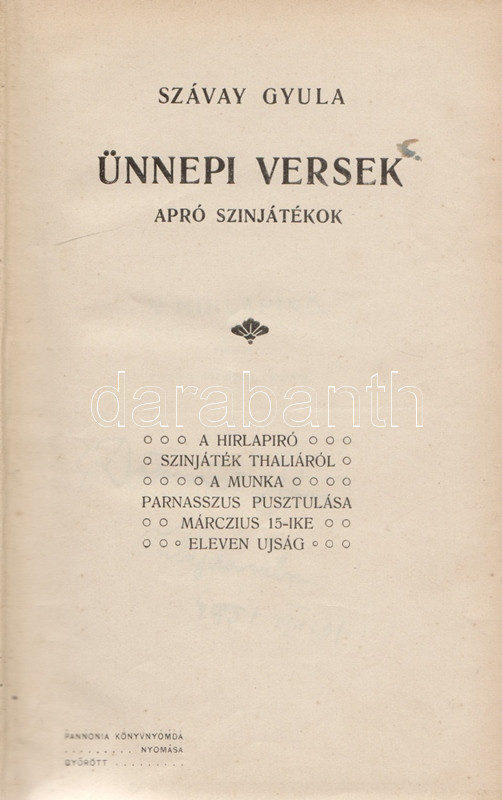 SZÁVAY GYULA
ÜNNEPI VERSEK
APRÓ SZINJÁTÉKOK
darabanth
A HIRLAPIRÓ
SZINJÁTÉK THALIÁRÓL
A MUNKA
PARNASSZUS PUSZTULÁSA
MÁRCZIUS 15-IKE
ELEVEN UJSÁG
PANNONIA KÖNYVNYOMDA
........ NYOMÁSA
GYŐRÖTT .........